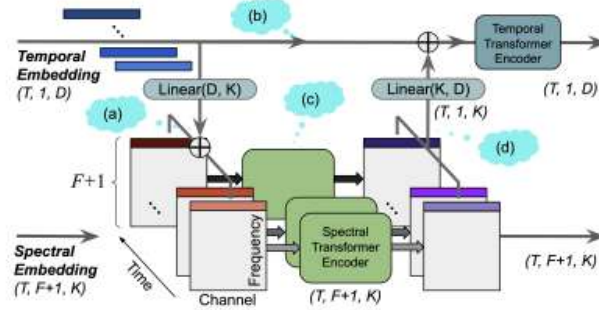 (b)
Temporal
Transformer
Encoder
Temporal
Embedding
(T, 1, D)
(T, 1, D)
Linear(D, K)
Linear(K, D)
(T, 1, K)
(a)
(c)
(d)
F+1
Spectral
Transformer
Encoder
Frequency
Spectral
Embedding
(T, F+1, K)
Time
Channel
(T, F+1, K)
(T, F+1, K)